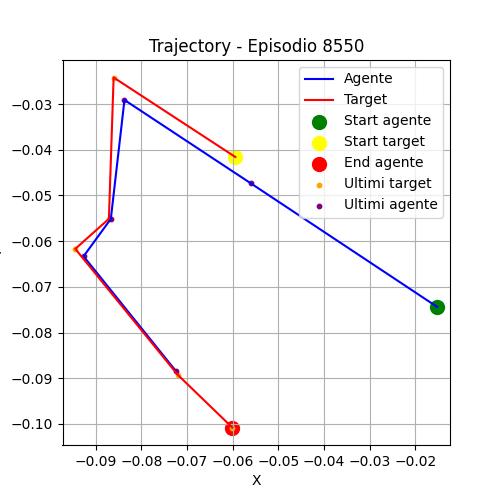 Trajectory - Episodio 8550
Agente
Target
Start agente
Start target
End agente
Ultimi target
Ultimi agente
−0.03
−0.04
−0.05
−0.06
−0.07
−0.08
−0.09
−0.10
−0.09 −0.08 −0.07 −0.06 −0.05 −0.04 −0.03 −0.02
X